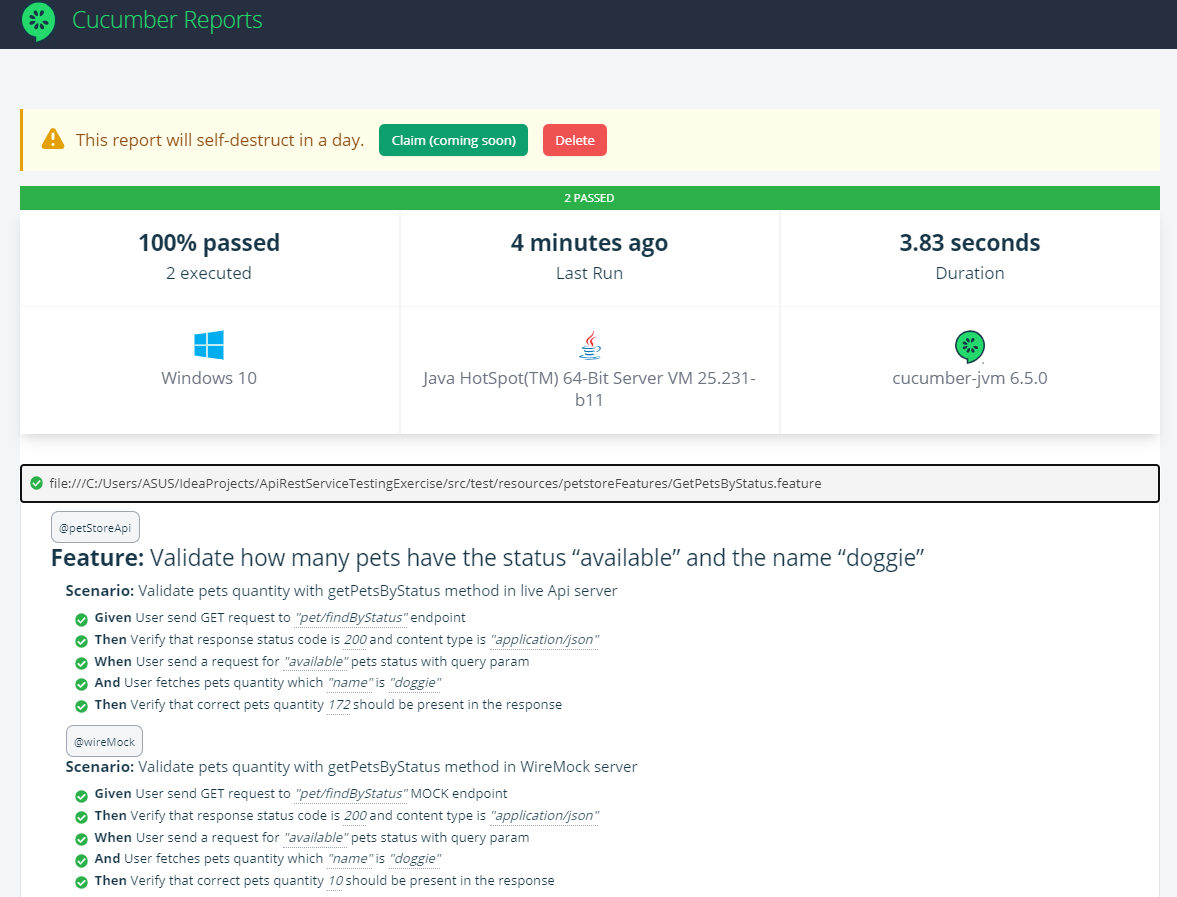 Cucumber Reports
This report will self-destruct in a day. Claim (coming soon) Delete
2 PASSED
100% passed
2 executed
4 minutes ago
Last Run
3.83 seconds
Duration
Windows 10
Java HotSpot(TM) 64-Bit Server VM 25.231-
b11
cucumber-jvm 6.5.0
file:///C:/Users/ASUS/IdeaProjects/ApiRestServiceTestingExercise/src/test/resources/petstoreFeatures/GetPetsByStatus.feature
@petStoreApi
Feature: Validate how many pets have the status “available” and the name “doggie”
Scenario: Validate pets quantity with getPetsByStatus method in live Api server
Given User send GET request to "pet/findByStatus" endpoint
Then Verify that response status code is 200 and content type is "application/json"
When User send a request for "available" pets status with query param
And User fetches pets quantity which "name" is "doggie"
Then Verify that correct pets quantity 172 should be present in the response
@wireMock
Scenario: Validate pets quantity with getPetsByStatus method in WireMock server
Given User send GET request to "pet/findByStatus" MOCK endpoint
Then Verify that response status code is 200 and content type is "application/json"
When User send a request for "available" pets status with query param
And User fetches pets quantity which "name" is "doggie"
Then Verify that correct pets quantity 10 should be present in the response